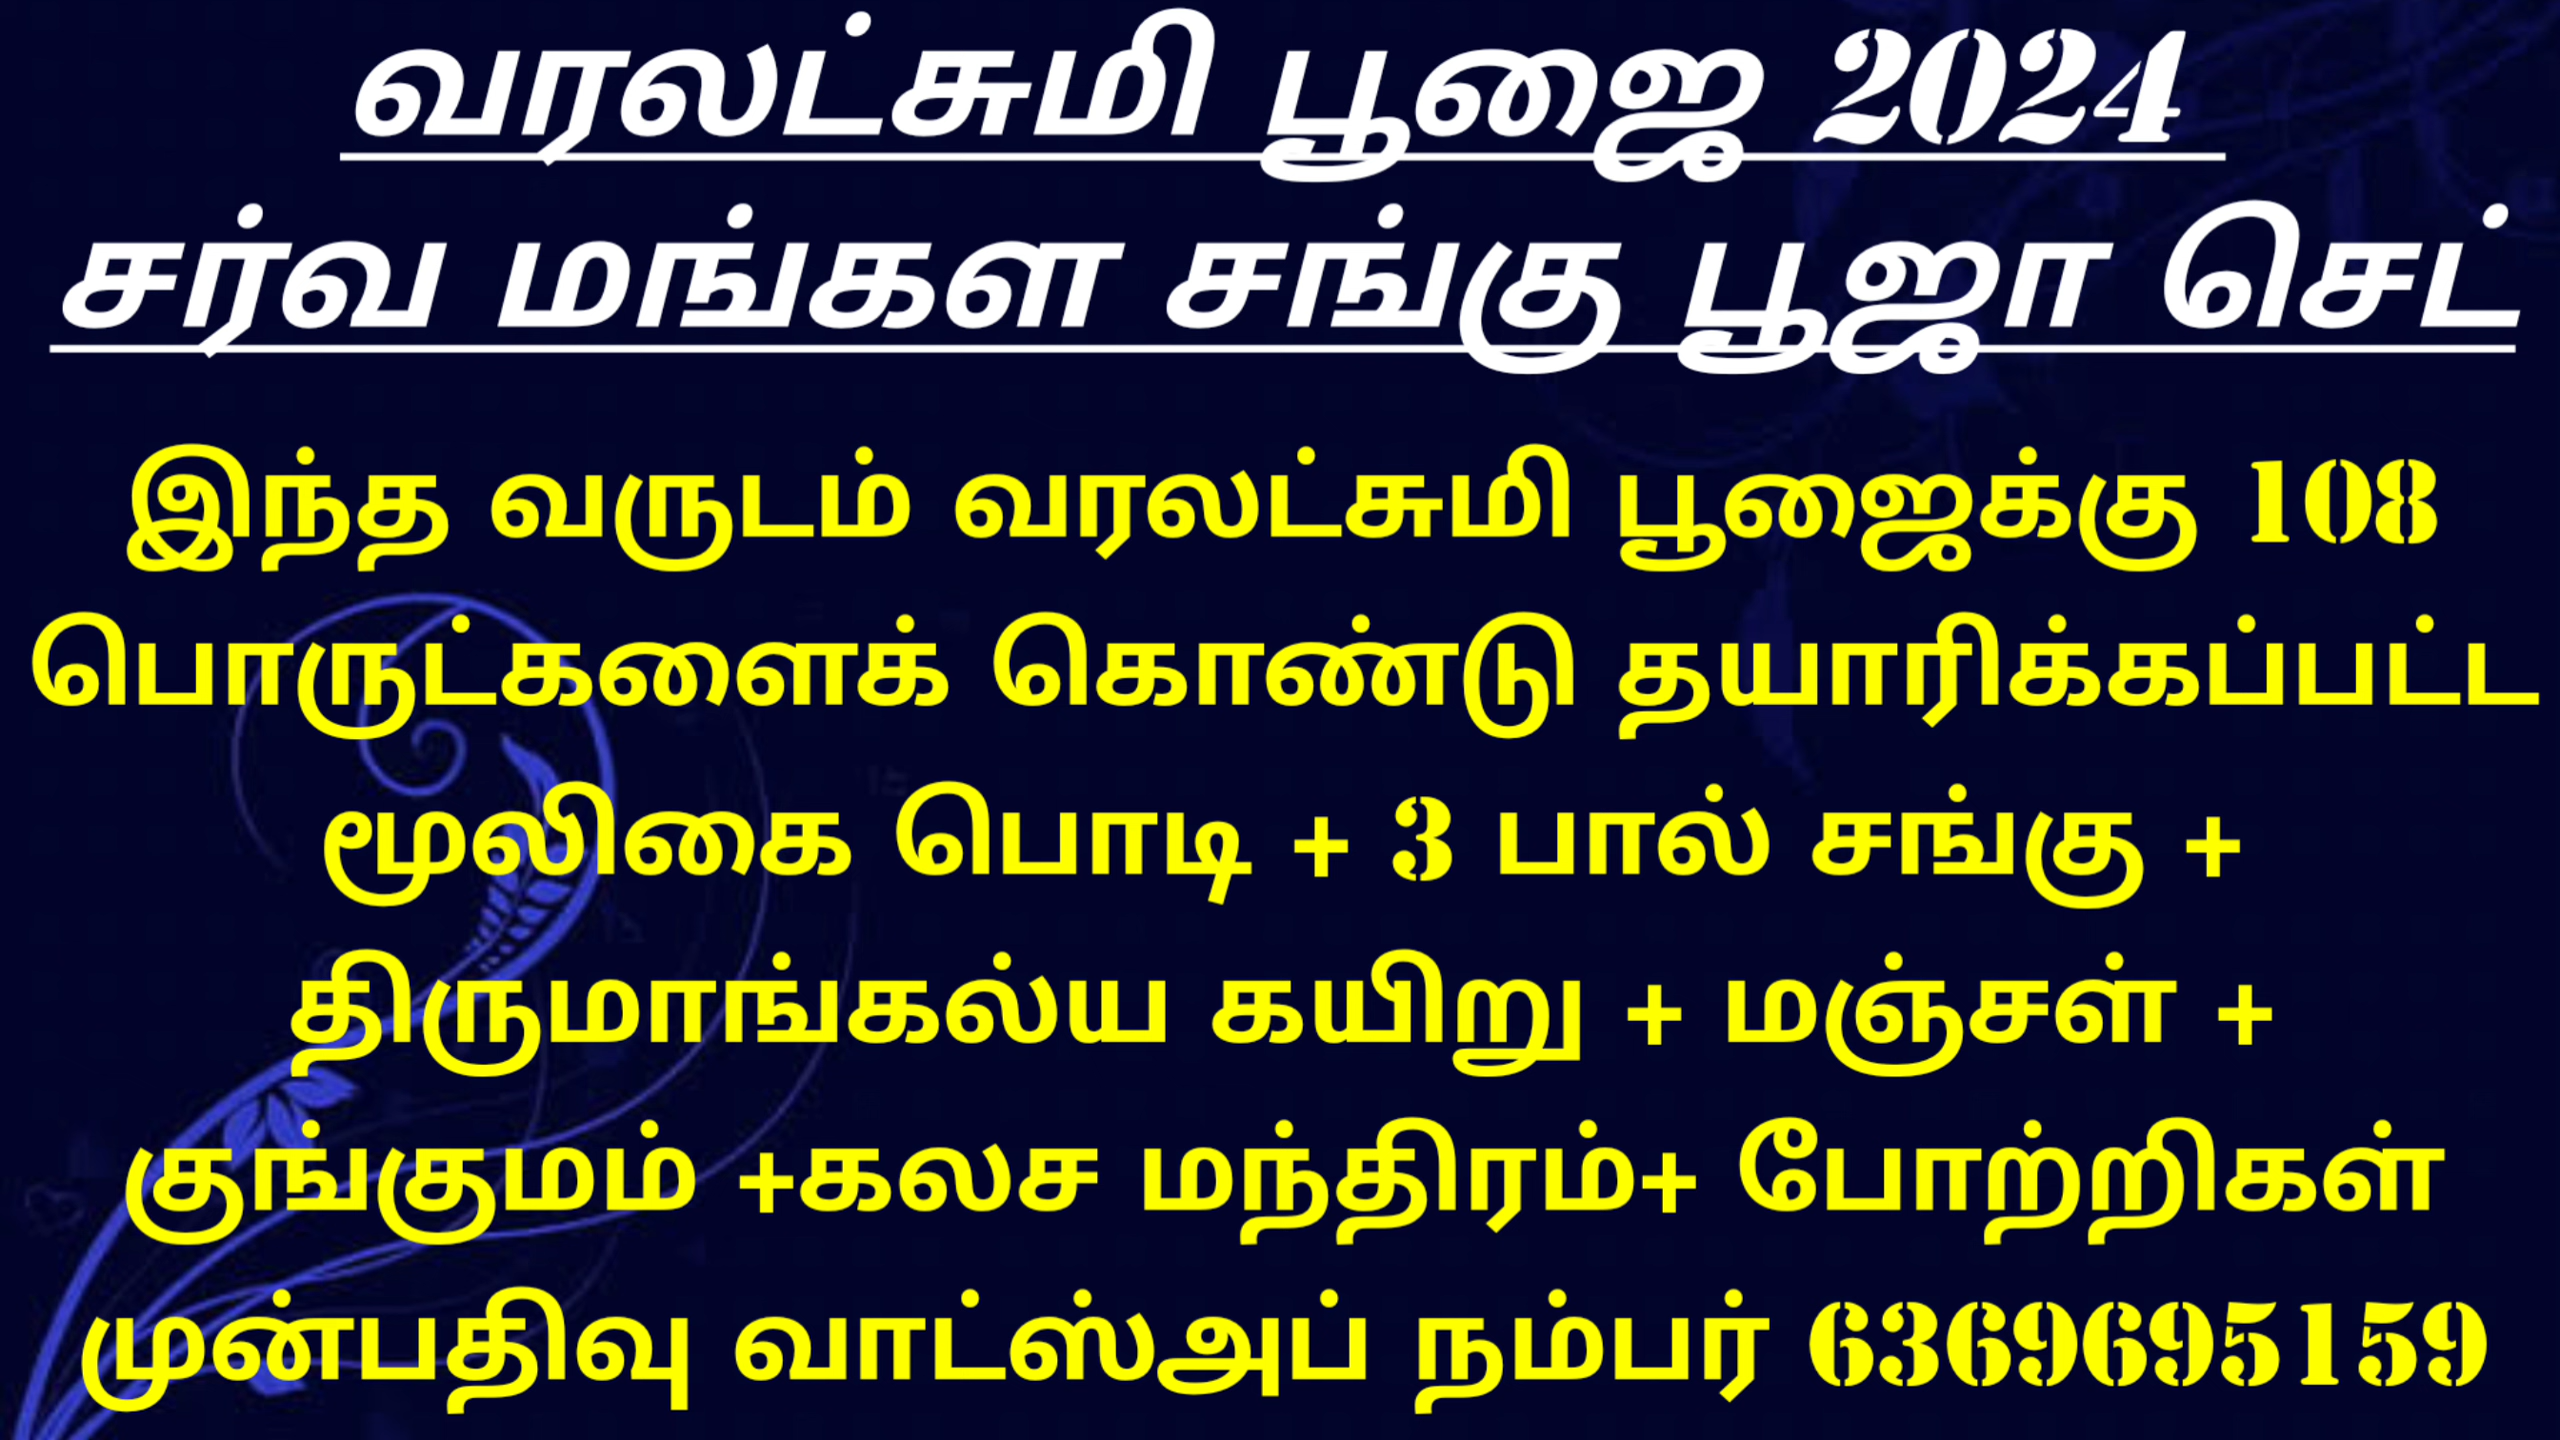 வரலட்சுமி பூஜை 2024
சர்வ மங்கள சங்கு பூஜா செட்
இந்த வருடம் வரலட்சுமி பூஜைக்கு 108
பொருட்களைக் கொண்டு தயாரிக்கப்பட்ட
மூலிகை பொடி + 3 பால் சங்கு +
திருமாங்கல்ய கயிறு + மஞ்சள் +
குங்குமம் +கலச மந்திரம்+ போற்றிகள்
முன்பதிவு வாட்ஸ்அப் நம்பர் 6369695159